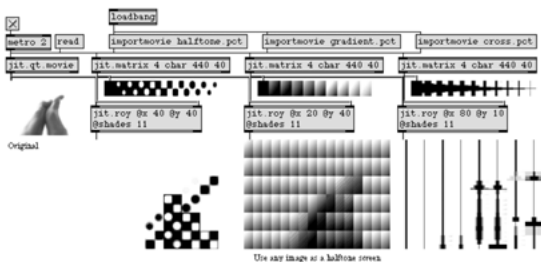 loadbang
metro 2
read
importmovie halftone.pct
importmovie gradient.pct
importmovie cross.pct
jit.qt.movie
jit.matrix 4 char 440 40
jit.matrix 4 char 440 40
jit.matrix 4 char 440 40
jit.roy @x 40 @y 40
@shades 11
jit.roy @x 20 @y 40
@shades 11
jit.roy @x 80 @y 10
@shades 11
Original
Use any image as a halftone screen